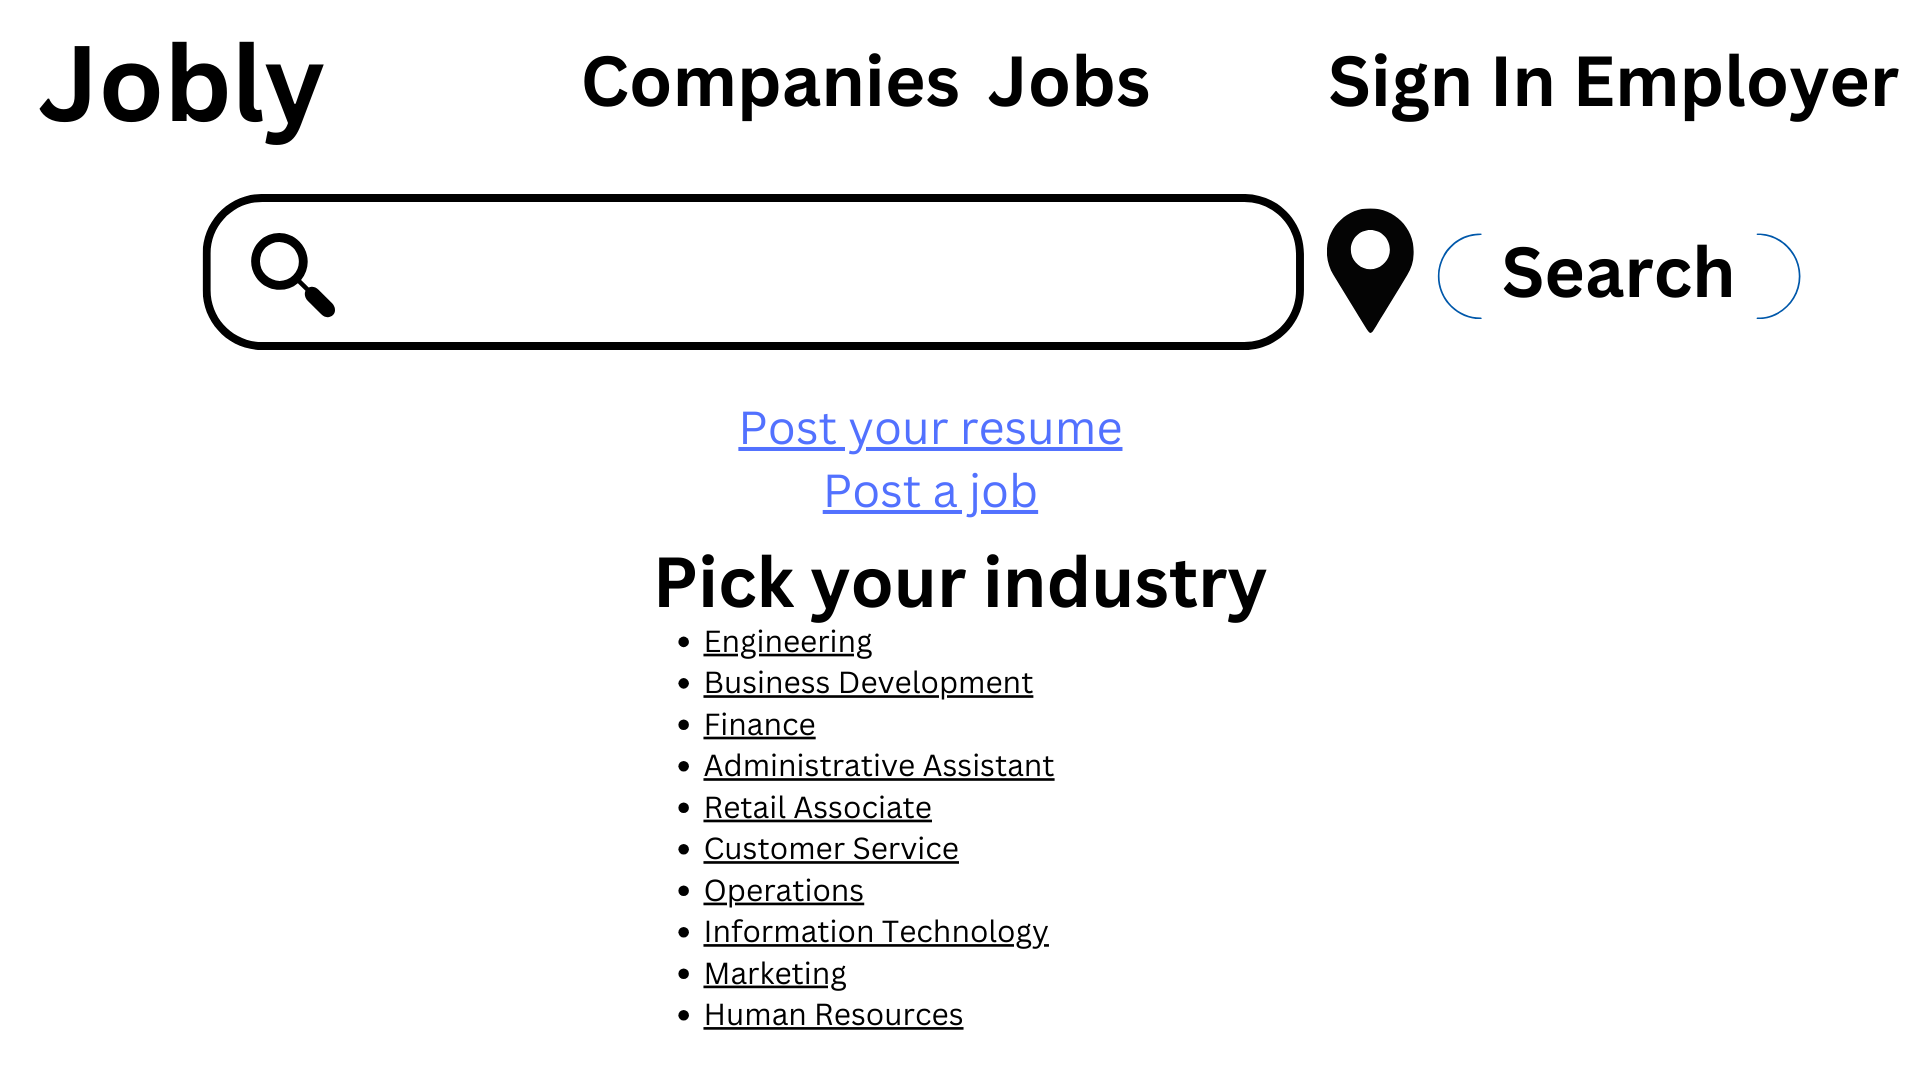 Jobly
Companies Jobs
Sign In Employer
Search
Post your resume
Post a job
Pick your industry
Engineering
Business Development
Finance
Administrative Assistant
Retail Associate
Customer Service
Operations
Information Technology
Marketing
Human Resources